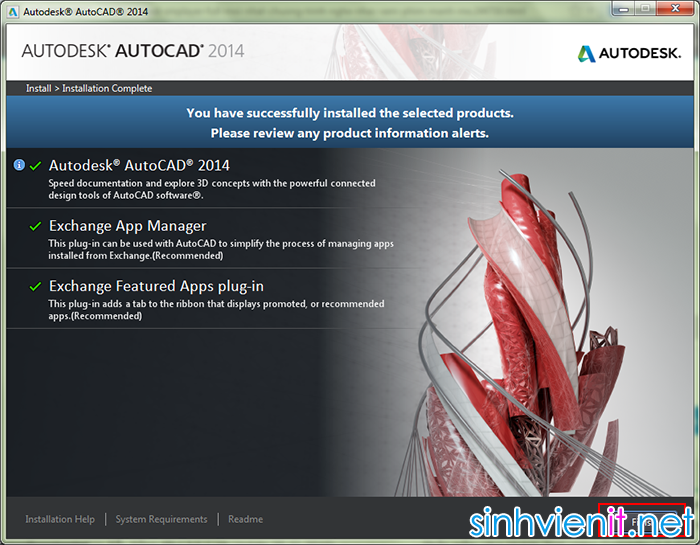 Autodesk® AutoCAD® 2014
AUTODESK® AUTOCAD® 2014
AUTODESK.
Install > Installation Complete
You have successfully installed the selected products.
Please review any product information alerts.
Autodesk® AutoCAD® 2014
Speed documentation and explore 3D concepts with the powerful connected
design tools of AutoCAD software®.
Exchange App Manager
This plug-in can be used with AutoCAD to simplify the process of managing apps
installed from Exchange.(Recommended)
Exchange Featured Apps plug-in
This plug-in adds a tab to the ribbon that displays promoted, or recommended
apps.(Recommended)
Installation Help
System Requirements
Readme
sinhvienit.net